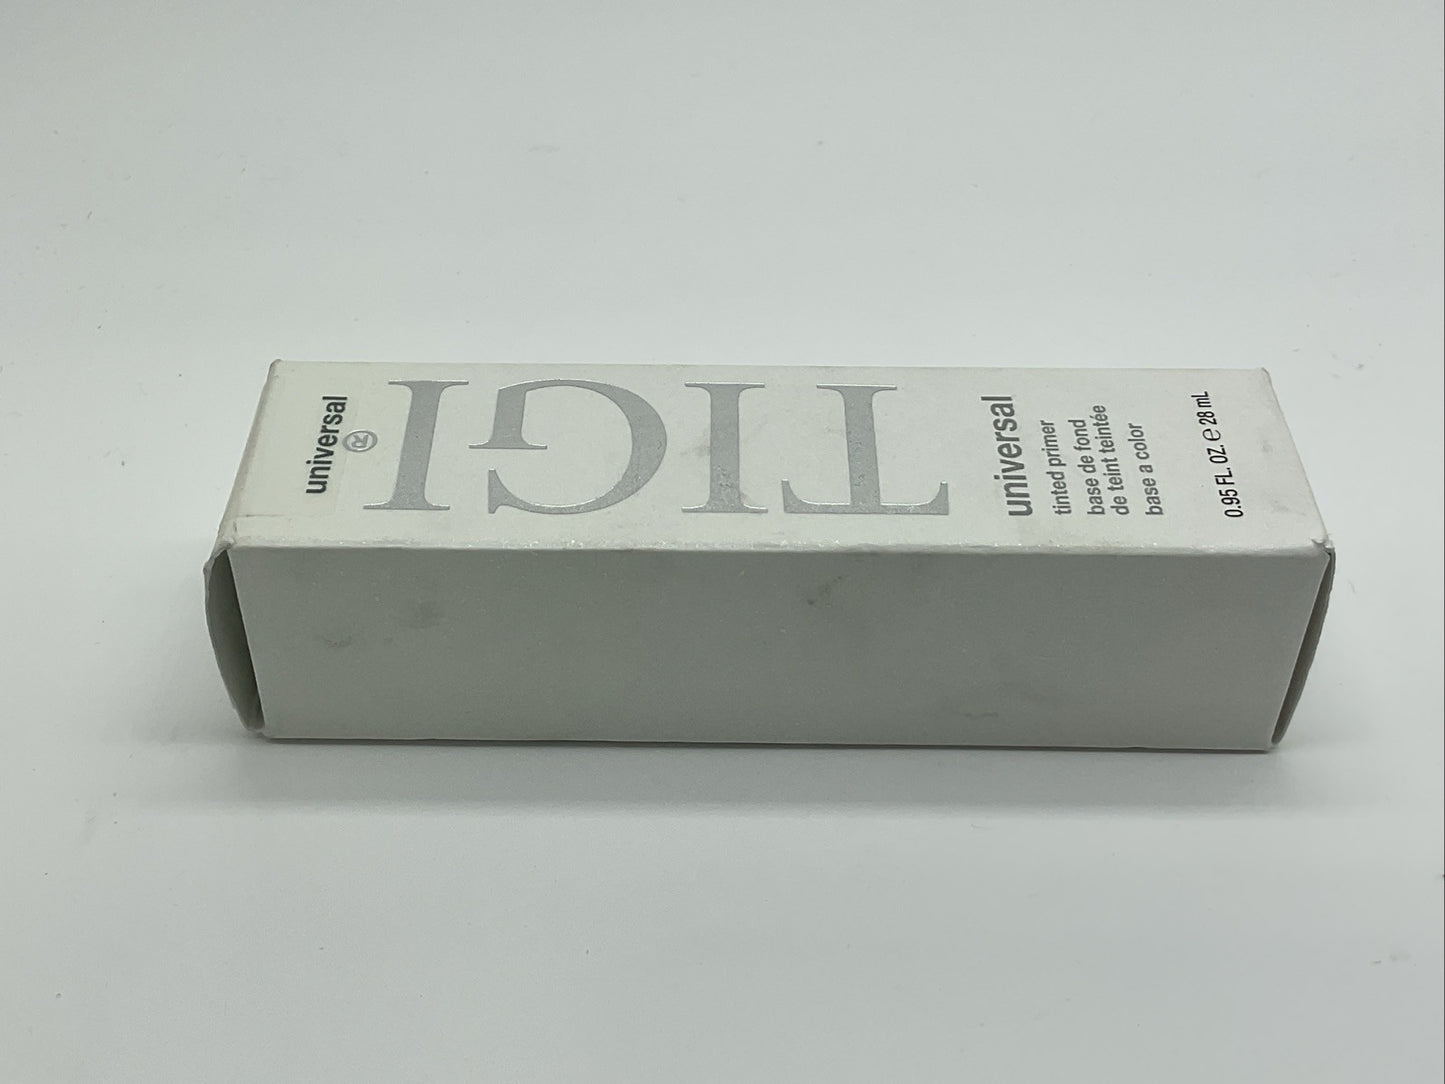 TIGI
®
universal
universal
tinted primer
base de fond
de teint teintée
base a color
0.95 FL. OZ. ℮ 28 mL